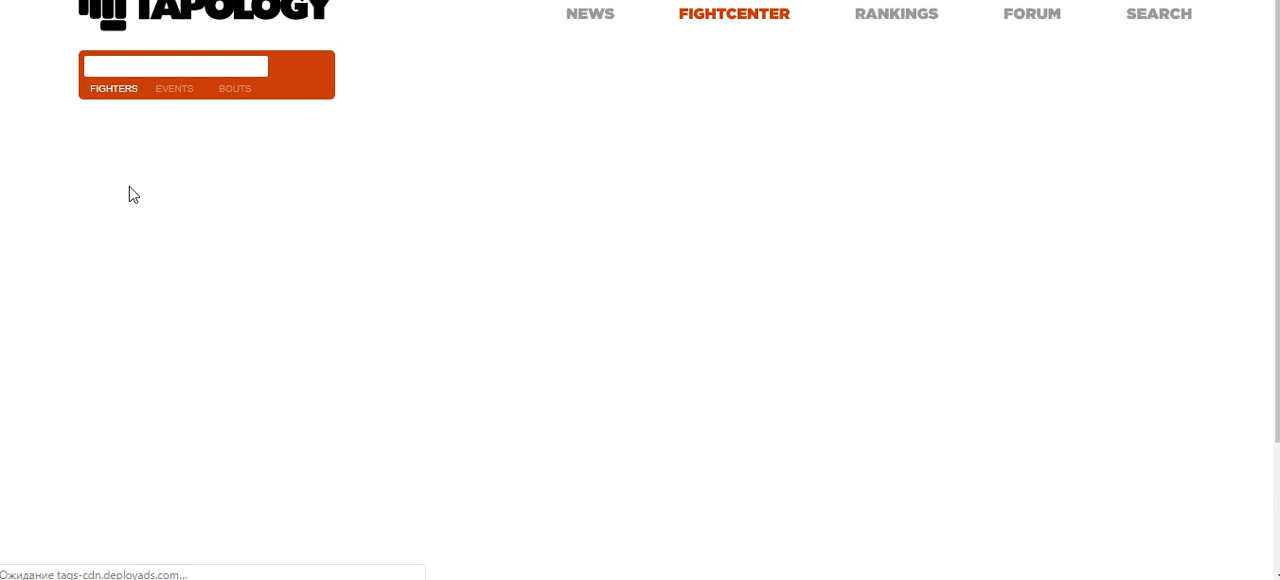 TAPOLOGY
NEWS FIGHTCENTER RANKINGS FORUM SEARCH
FIGHTERS EVENTS BOUTS
Ожидание tags-cdn.deployads.com...